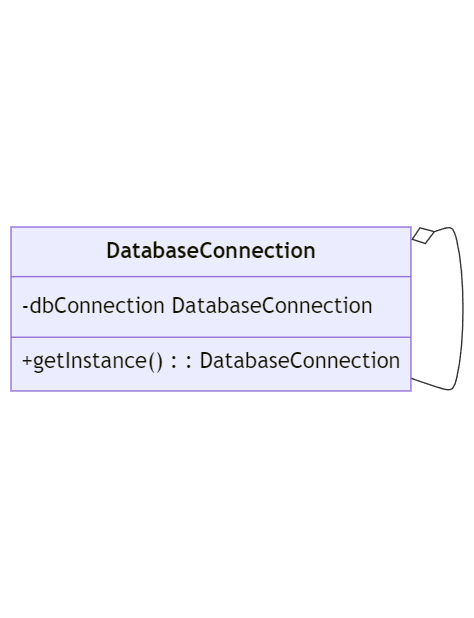 DatabaseConnection
-dbConnection DatabaseConnection
+getInstance() : : DatabaseConnection